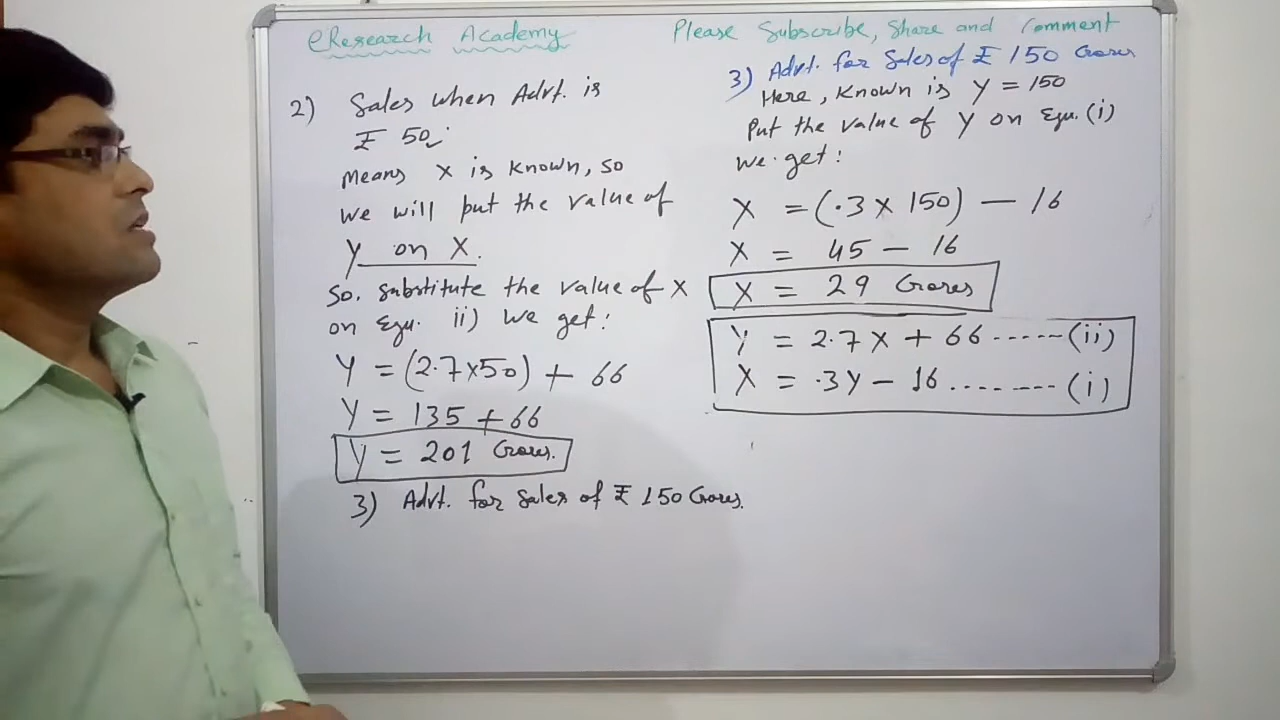 eResearch Academy
Please Subscribe, Share and Comment
2) Sales when Advt. is
₹ 50
means X is known, so
we will put the value of
Y on X.
So, substitute the value of X
on Equ. ii) we get:
Y = (2.7x50) + 66
Y = 135 + 66
Y = 201 Crores.
3) Advt. for Sales of ₹ 150 Crores.
3) Advt. for Sales of ₹ 150 Crores
Here, Known is Y = 150
Put the value of Y on Equ. (i)
we get:
X = (.3 x 150) – 16
X = 45 – 16
X = 29 Crores
Y = 2.7X + 66 ------(ii)
X = .3Y – 16 --------(i)